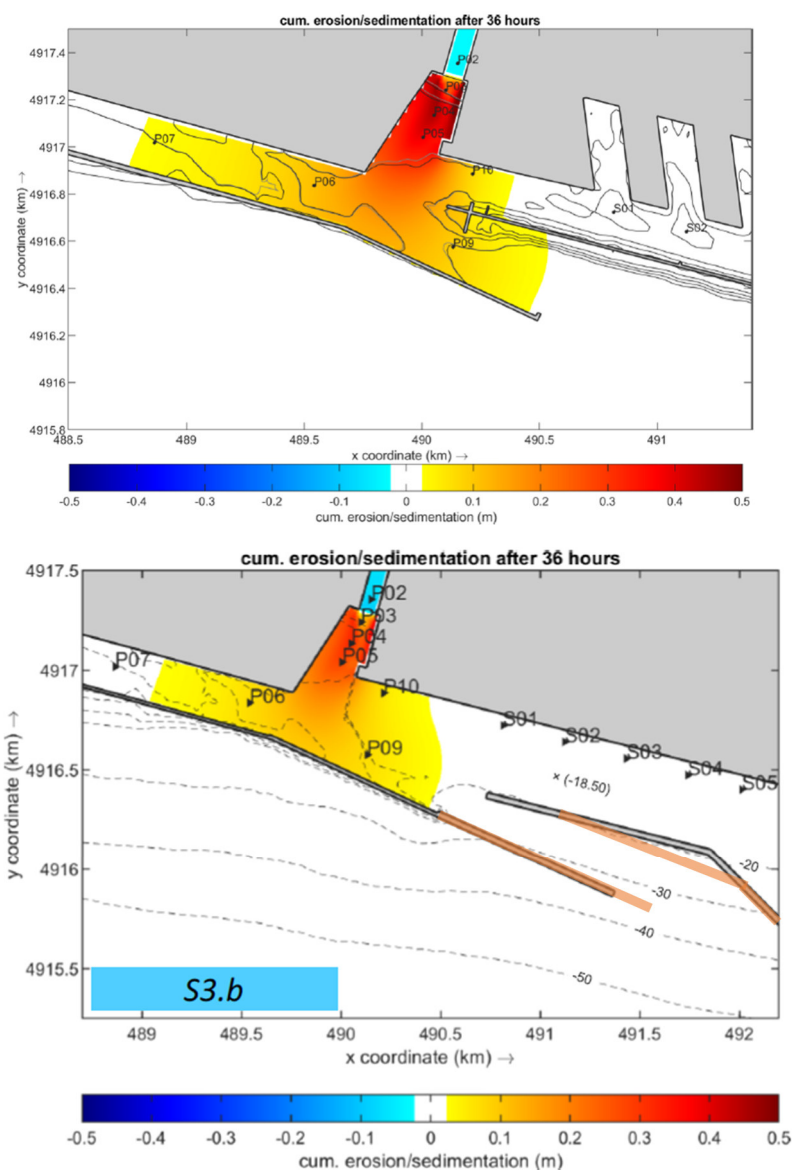 cum. erosion/sedimentation after 36 hours
4917.4
4917.2
4917
4916.8
4916.6
4916.4
4916.2
4916
4915.8
y coordinate (km) →
P02
P03
P04
P05
P07
P06
P10
P09
S01
S02
488.5 489 489.5 490 490.5 491
x coordinate (km) →
-0.5 -0.4 -0.3 -0.2 -0.1 0 0.1 0.2 0.3 0.4 0.5
cum. erosion/sedimentation (m)
cum. erosion/sedimentation after 36 hours
4917.5
4917
4916.5
4916
4915.5
y coordinate (km) →
P02
P03
P04
P05
P07
P06
P10
P09
S01
S02
S03
S04
S05
× (-18.50)
-20
-30
-40
-50
S3.b
489 489.5 490 490.5 491 491.5 492
x coordinate (km) →
-0.5 -0.4 -0.3 -0.2 -0.1 0 0.1 0.2 0.3 0.4 0.5
cum. erosion/sedimentation (m)